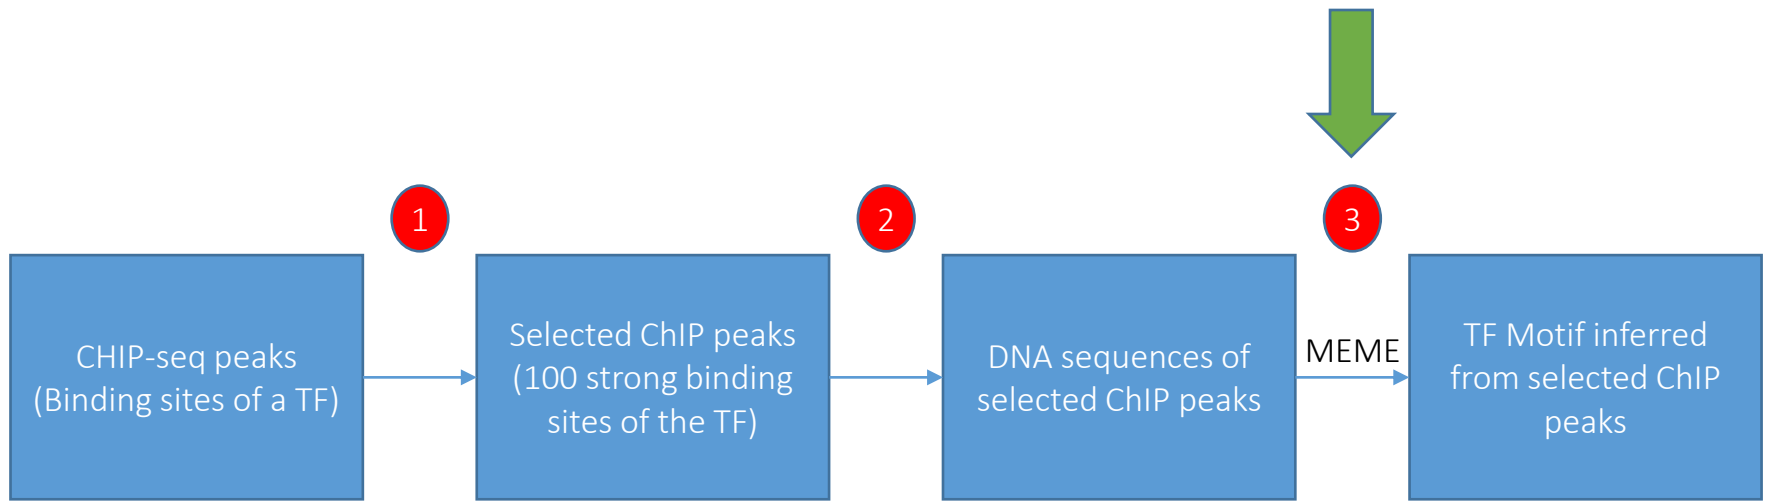 1
2
3
CHIP-seq peaks
(Binding sites of a TF)
Selected ChIP peaks
(100 strong binding
sites of the TF)
DNA sequences of
selected ChIP peaks
MEME
TF Motif inferred
from selected ChIP
peaks